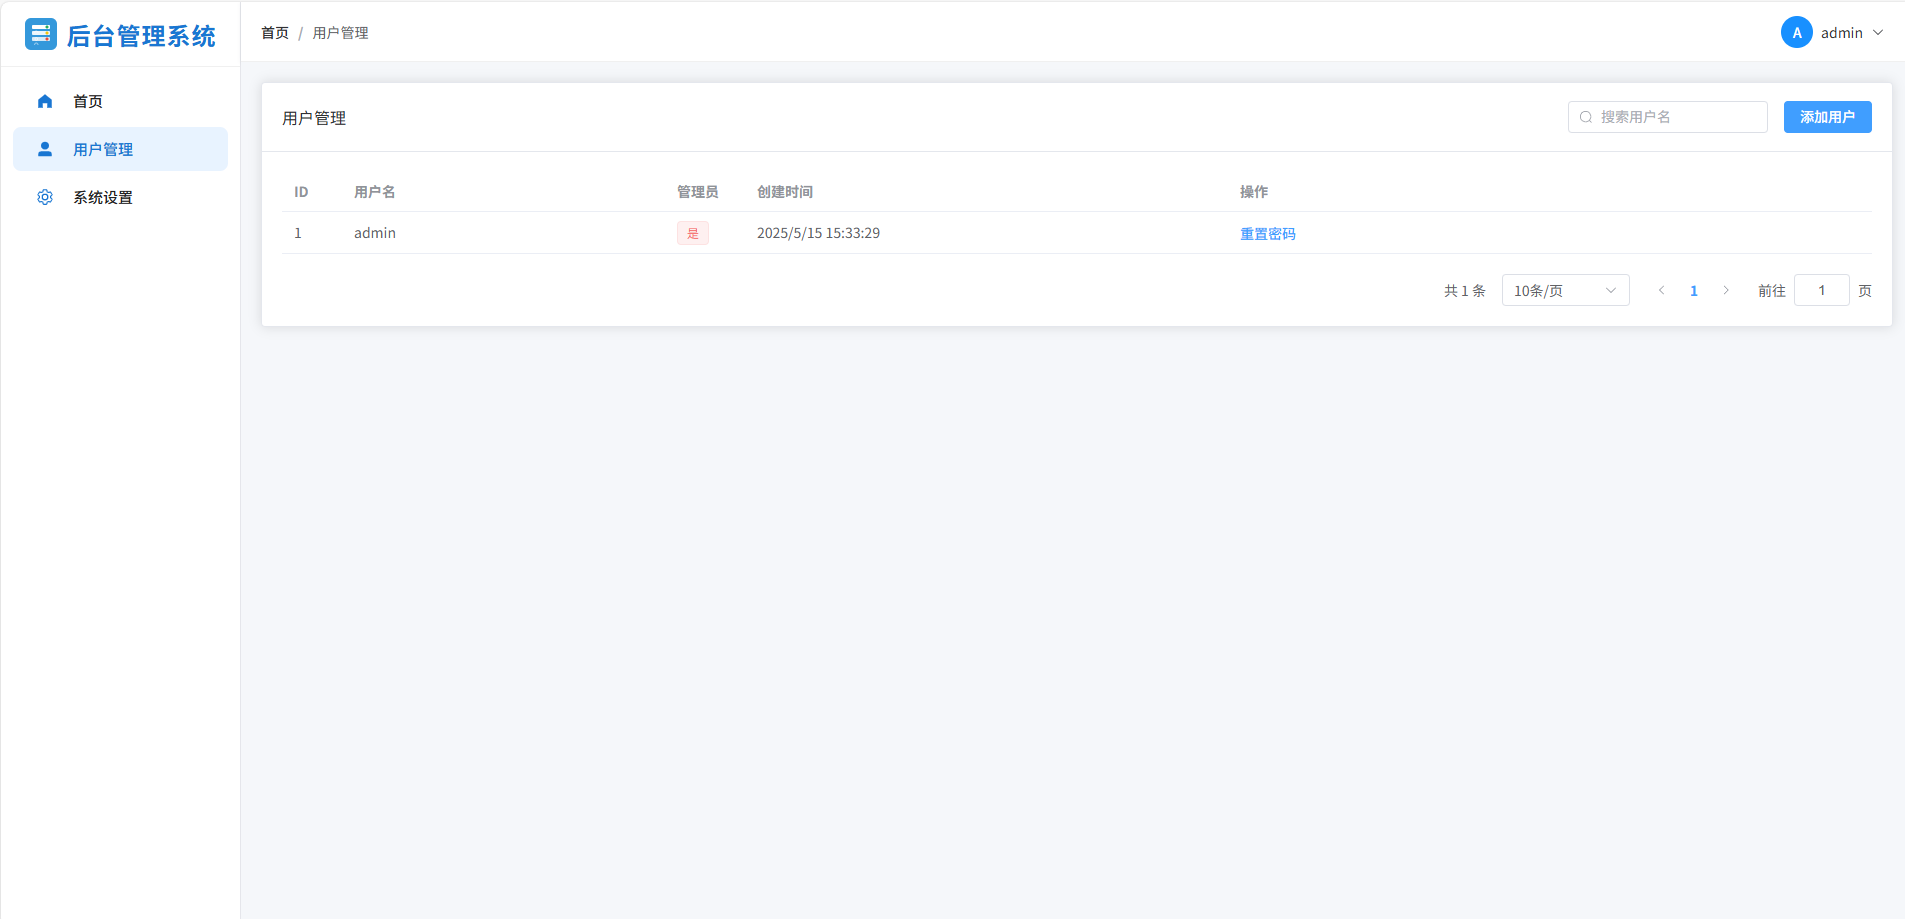 后台管理系统
首页 / 用户管理
A admin
首页
用户管理
系统设置
用户管理
搜索用户名
添加用户
ID 用户名 管理员 创建时间 操作
1 admin 是 2025/5/15 15:33:29 重置密码
共 1 条 10条/页 1 前往 1 页